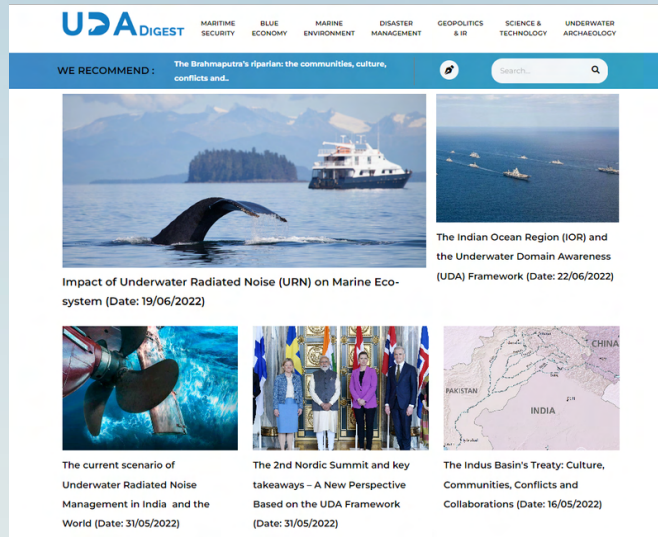 UDA DIGEST
MARITIME SECURITY
BLUE ECONOMY
MARINE ENVIRONMENT
DISASTER MANAGEMENT
GEOPOLITICS & IR
SCIENCE & TECHNOLOGY
UNDERWATER ARCHAEOLOGY
WE RECOMMEND :
The Brahmaputra's riparian: the communities, culture,
conflicts and..
Search...
Impact of Underwater Radiated Noise (URN) on Marine Eco-
system (Date: 19/06/2022)
The Indian Ocean Region (IOR) and
the Underwater Domain Awareness
(UDA) Framework (Date: 22/06/2022)
CHINA
PAKISTAN
INDIA
The current scenario of
Underwater Radiated Noise
Management in India and the
World (Date: 31/05/2022)
The 2nd Nordic Summit and key
takeaways – A New Perspective
Based on the UDA Framework
(Date: 31/05/2022)
The Indus Basin's Treaty: Culture,
Communities, Conflicts and
Collaborations (Date: 16/05/2022)